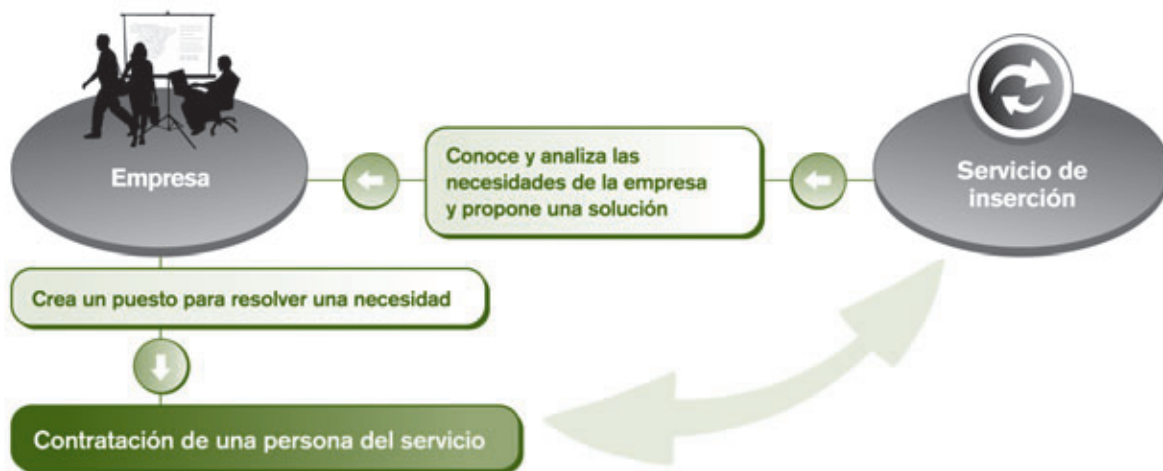 Empresa
Conoce y analiza las
necesidades de la empresa
y propone una solución
Servicio de
inserción
Crea un puesto para resolver una necesidad
Contratación de una persona del servicio